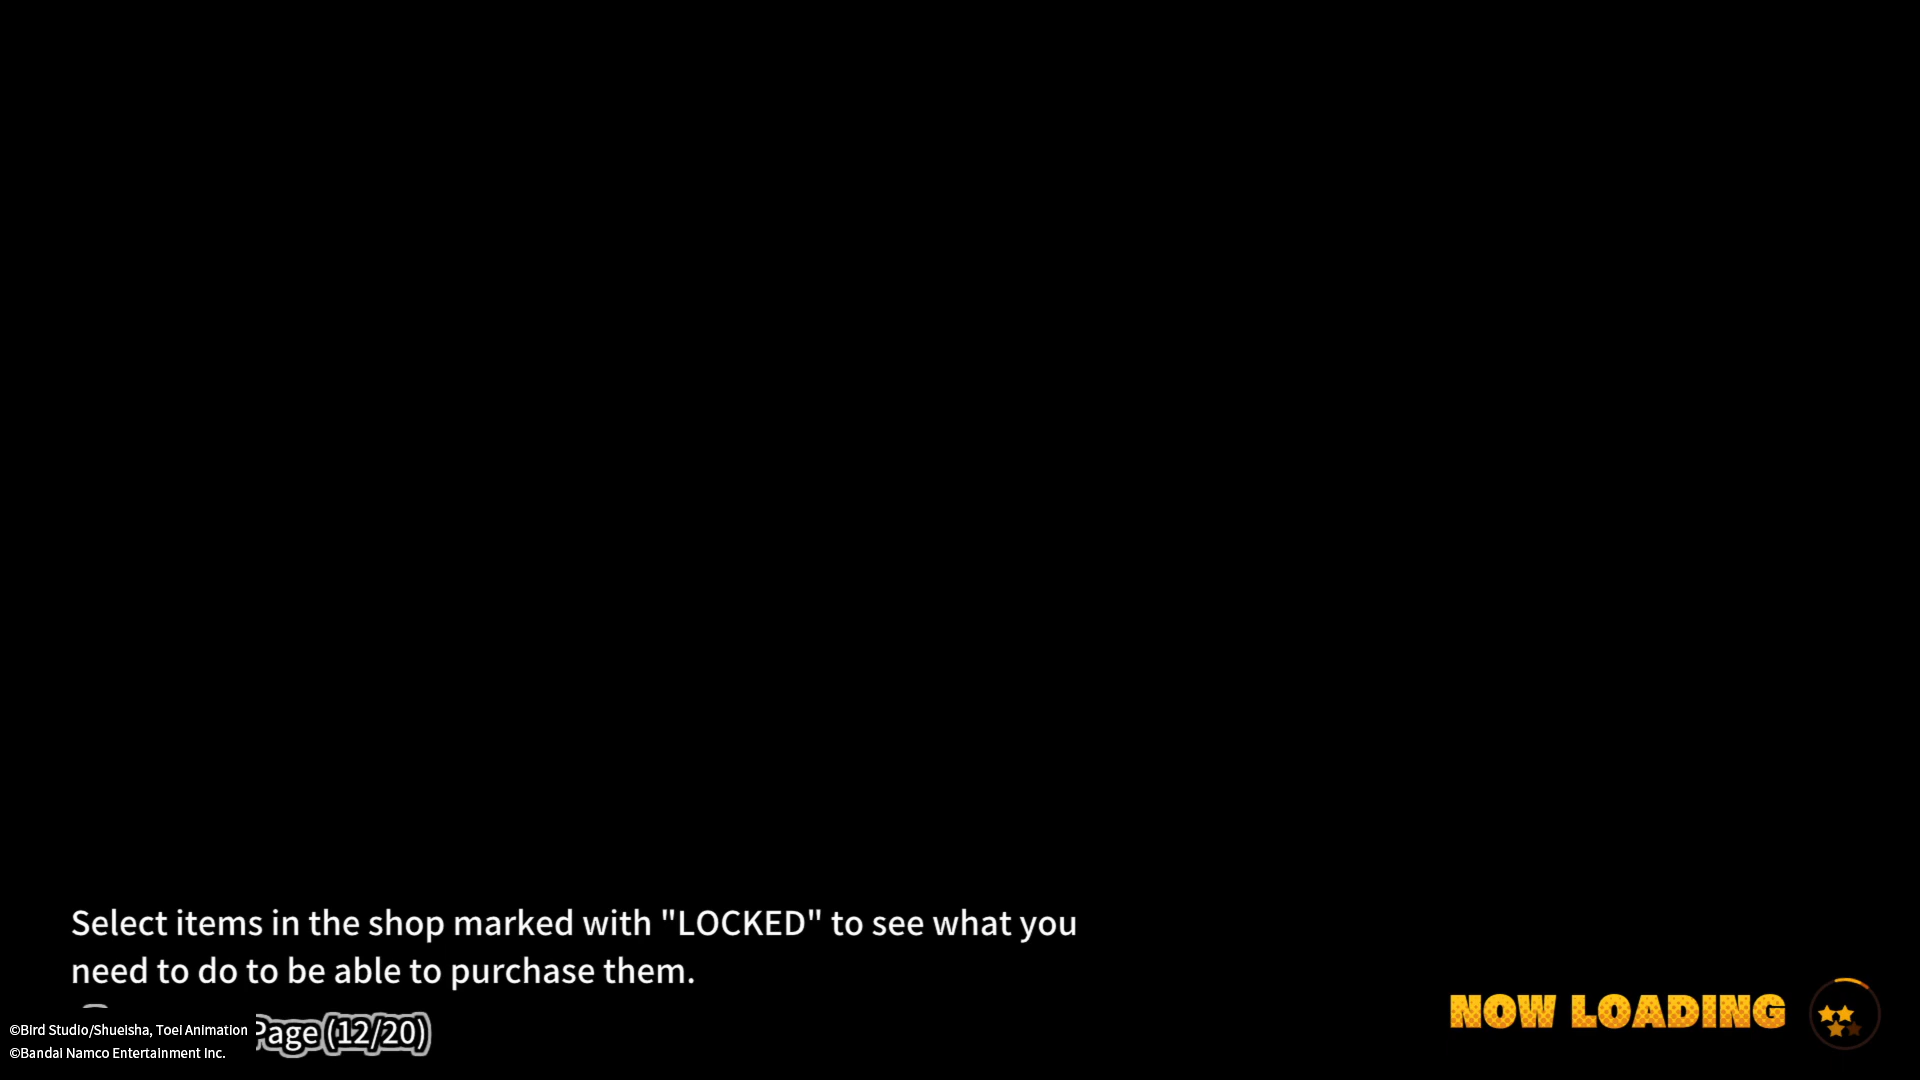 Select items in the shop marked with "LOCKED" to see what you
need to do to be able to purchase them.
Page (12/20)
©Bird Studio/Shueisha, Toei Animation
©Bandai Namco Entertainment Inc.
NOW LOADING